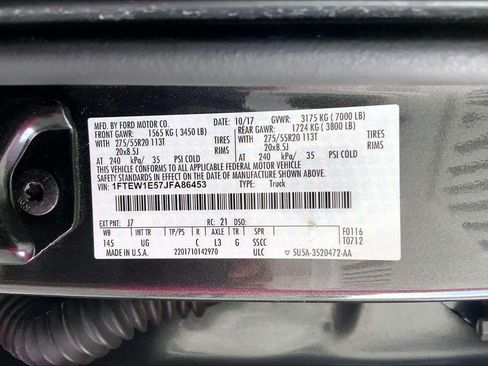 MFD. BY FORD MOTOR CO. DATE: 10/17 GVWR: 3175 KG ( 7000 LB)
FRONT GAWR: 1565 KG ( 3450 LB) REAR GAWR: 1724 KG ( 3800 LB)
WITH 275/55R20 113T TIRES WITH 275/55R20 113T TIRES
20x8.5J RIMS 20x8.5J RIMS
AT 240 kPa/ 35 PSI COLD AT 240 kPa/ 35 PSI COLD
THIS VEHICLE CONFORMS TO ALL APPLICABLE FEDERAL MOTOR VEHICLE
SAFETY STANDARDS IN EFFECT ON THE DATE OF MANUFACTURE SHOWN ABOVE.
VIN: 1FTEW1E57JFA86453 TYPE: Truck
EXT PNT: J7 RC: 21 DSO: F0116
WB INT TR TP/PS R AXLE TR SPR T0712
145 UG C L3 G SSCC
MADE IN U.S.A. 2201710142970 ULC 5U5A-3520472-AA